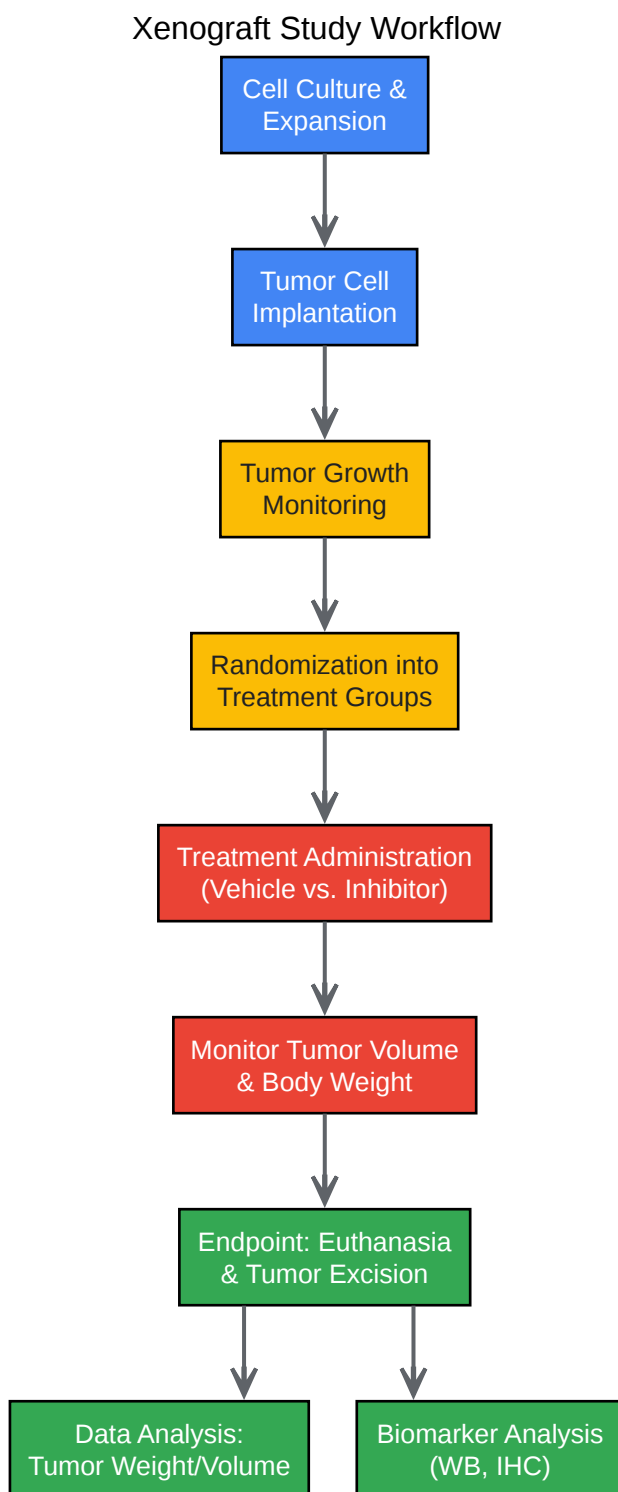 Xenograft Study Workflow
Cell Culture &
Expansion
Tumor Cell
Implantation
Tumor Growth
Monitoring
Randomization into
Treatment Groups
Treatment Administration
(Vehicle vs. Inhibitor)
Monitor Tumor Volume
& Body Weight
Endpoint: Euthanasia
& Tumor Excision
Data Analysis:
Tumor Weight/Volume
Biomarker Analysis
(WB, IHC)